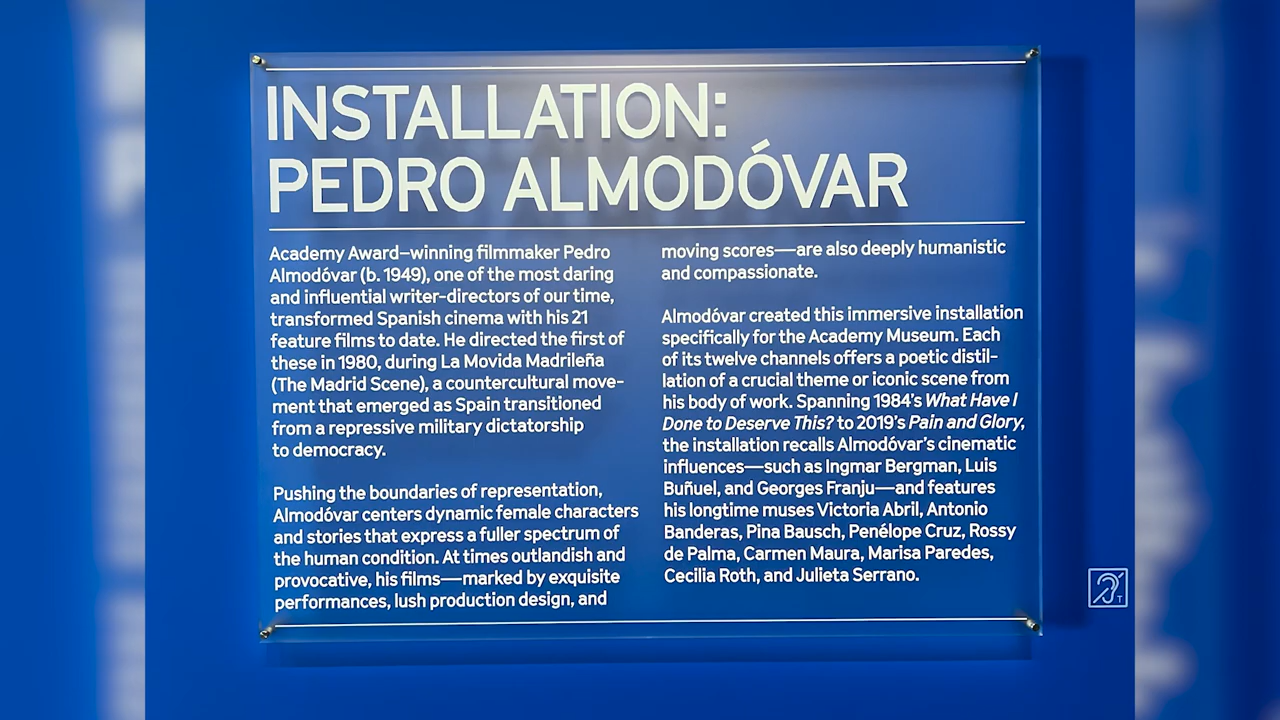 INSTALLATION:
PEDRO ALMODÓVAR
Academy Award–winning filmmaker Pedro
Almodóvar (b. 1949), one of the most daring
and influential writer-directors of our time,
transformed Spanish cinema with his 21
feature films to date. He directed the first of
these in 1980, during La Movida Madrileña
(The Madrid Scene), a countercultural move-
ment that emerged as Spain transitioned
from a repressive military dictatorship
to democracy.
Pushing the boundaries of representation,
Almodóvar centers dynamic female characters
and stories that express a fuller spectrum of
the human condition. At times outlandish and
provocative, his films—marked by exquisite
performances, lush production design, and
moving scores—are also deeply humanistic
and compassionate.
Almodóvar created this immersive installation
specifically for the Academy Museum. Each
of its twelve channels offers a poetic distil-
lation of a crucial theme or iconic scene from
his body of work. Spanning 1984's What Have I
Done to Deserve This? to 2019's Pain and Glory,
the installation recalls Almodóvar's cinematic
influences—such as Ingmar Bergman, Luis
Buñuel, and Georges Franju—and features
his longtime muses Victoria Abril, Antonio
Banderas, Pina Bausch, Penélope Cruz, Rossy
de Palma, Carmen Maura, Marisa Paredes,
Cecilia Roth, and Julieta Serrano.
T